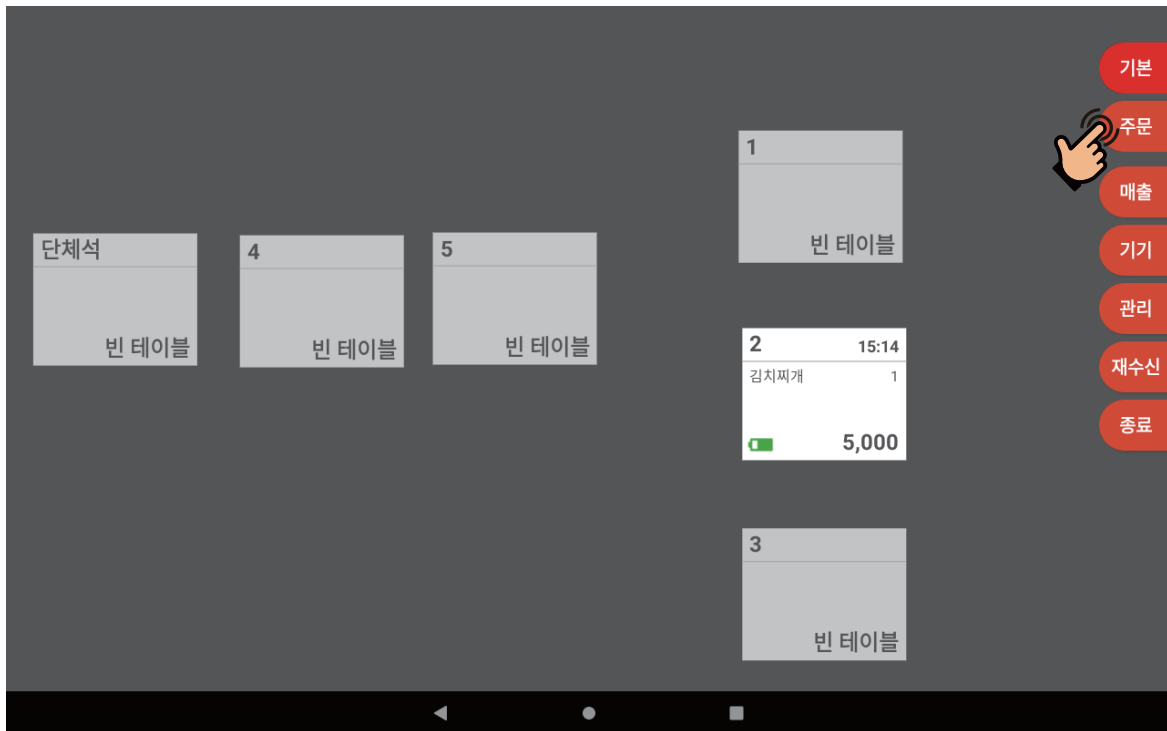 기본
주문
매출
기기
관리
재수신
종료
단체석
빈 테이블
4
빈 테이블
5
빈 테이블
1
빈 테이블
2 15:14
김치찌개 1
5,000
3
빈 테이블